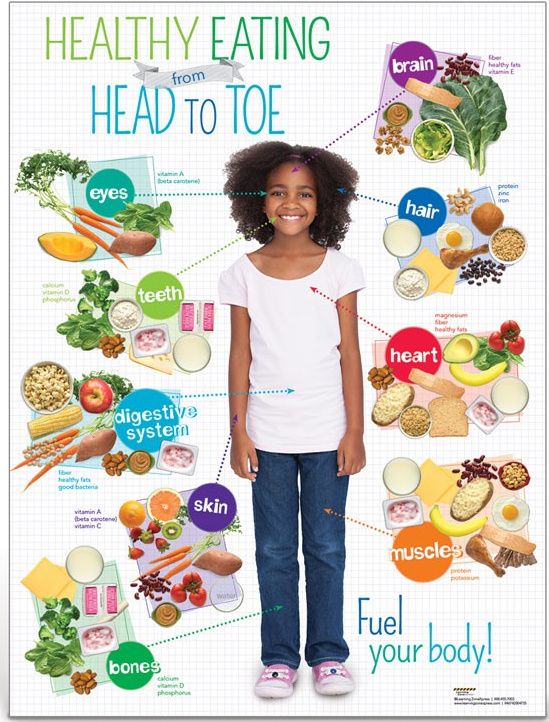 HEALTHY EATING
from
HEAD TO TOE
brain
fiber
healthy fats
vitamin E
eyes
vitamin A
(beta carotene)
hair
protein
zinc
iron
teeth
calcium
vitamin D
phosphorus
heart
magnesium
fiber
healthy fats
digestive
system
fiber
healthy fats
good bacteria
skin
vitamin A
(beta carotene)
vitamin C
water
muscles
protein
potassium
bones
calcium
vitamin D
phosphorus
Fuel
your body!